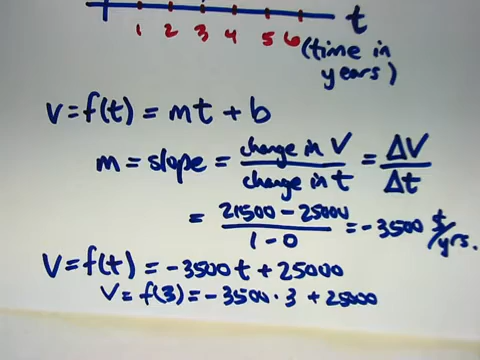 t
1 2 3 4 5 6 (time in
years)
V = f(t) = mt + b
m = slope = change in V / change in t = ΔV / Δt
= 21500 - 25000 / 1 - 0 = -3500 $/yrs.
V = f(t) = -3500 t + 25000
V = f(3) = -3500 · 3 + 25000